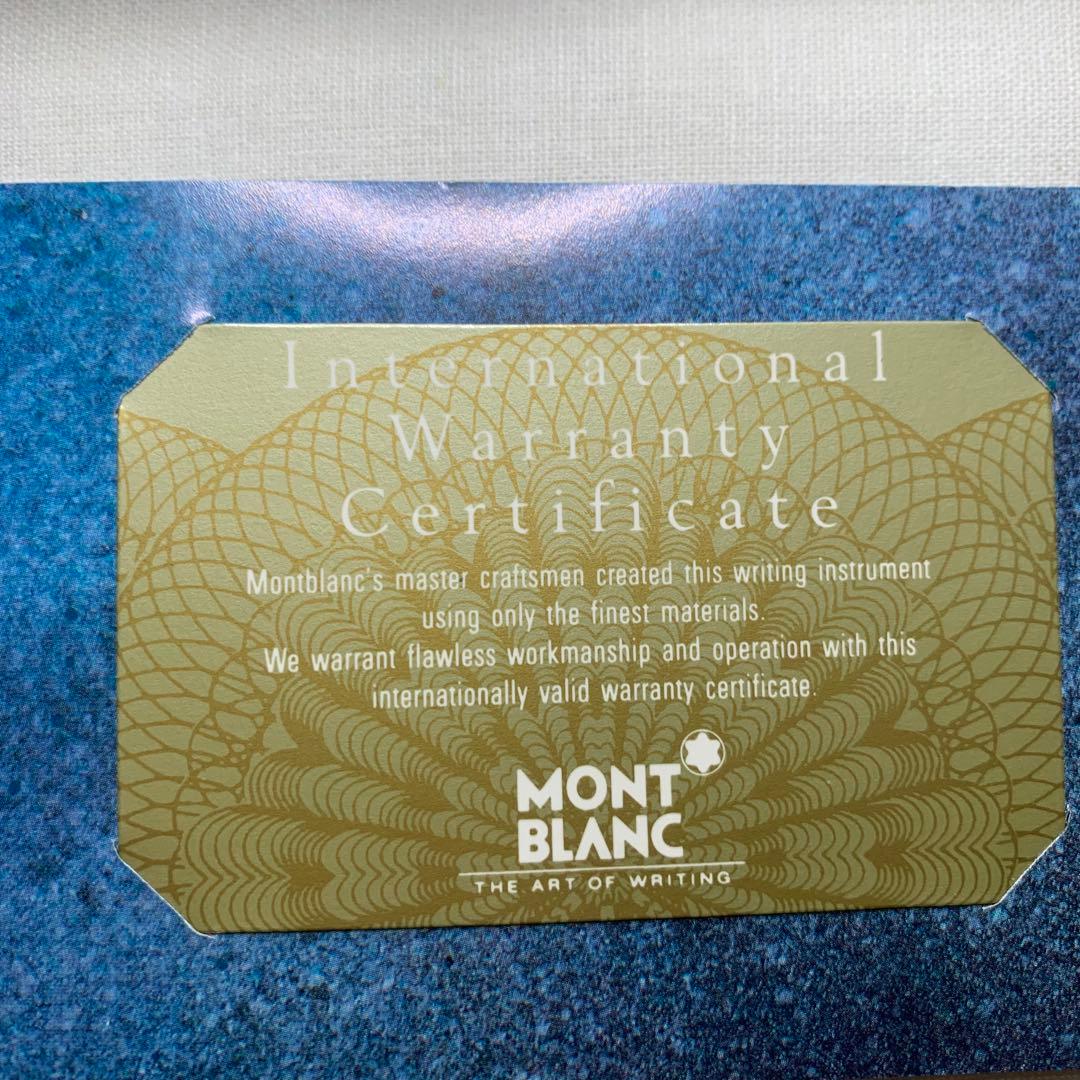 International
Warranty
Certificate
Montblanc's master craftsmen created this writing instrument
using only the finest materials.
We warrant flawless workmanship and operation with this
internationally valid warranty certificate.
MONT
BLANC
THE ART OF WRITING